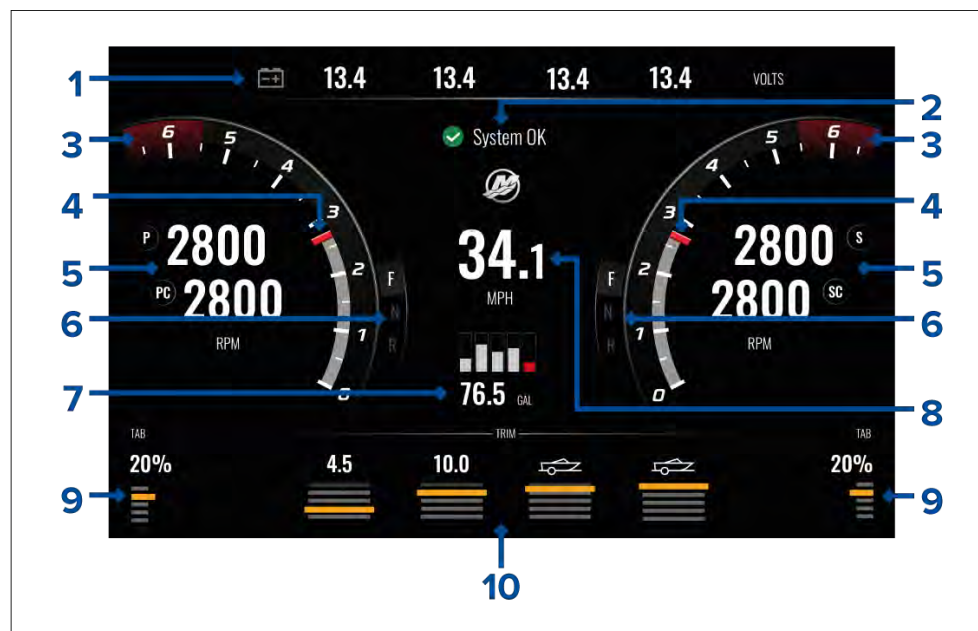 1 13.4 13.4 13.4 13.4 VOLTS
2
System OK
3 6 5 4 3 2 1 0
3 6 5 4 3 2 1 0
4 4
P 2800
PC 2800
RPM
5
34.1
MPH
2800 S
2800 SC
RPM
5
F
N
R
6
F
N
R
6
7 76.5 GAL
8
TAB
20%
9
TRIM
4.5 10.0
TAB
20%
9
10